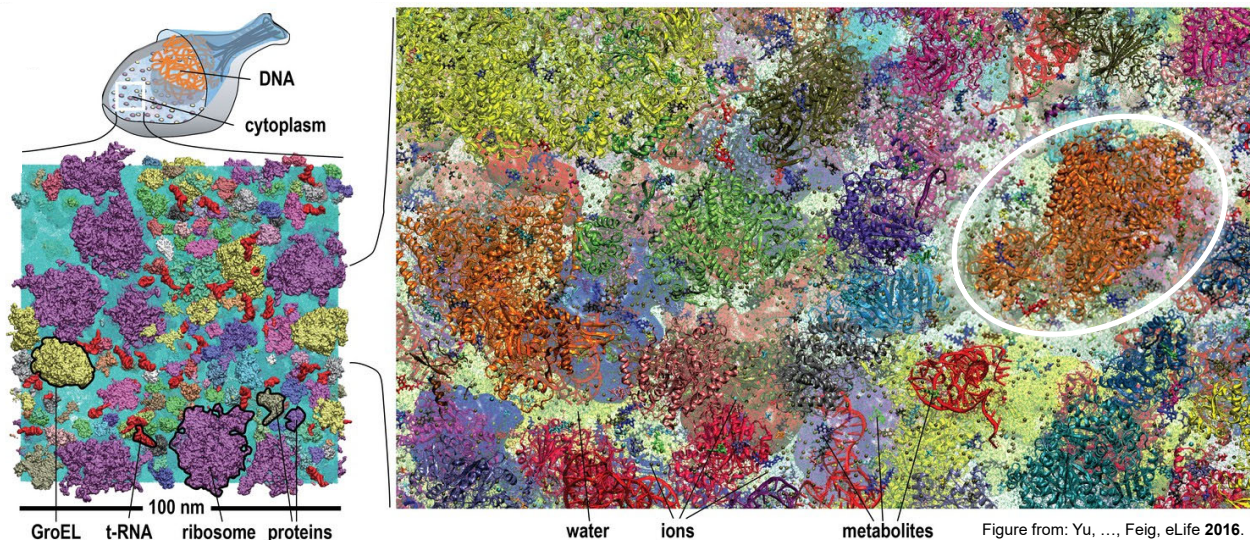 DNA
cytoplasm
100 nm
GroEL t-RNA ribosome proteins
water ions metabolites
Figure from: Yu, …, Feig, eLife 2016.